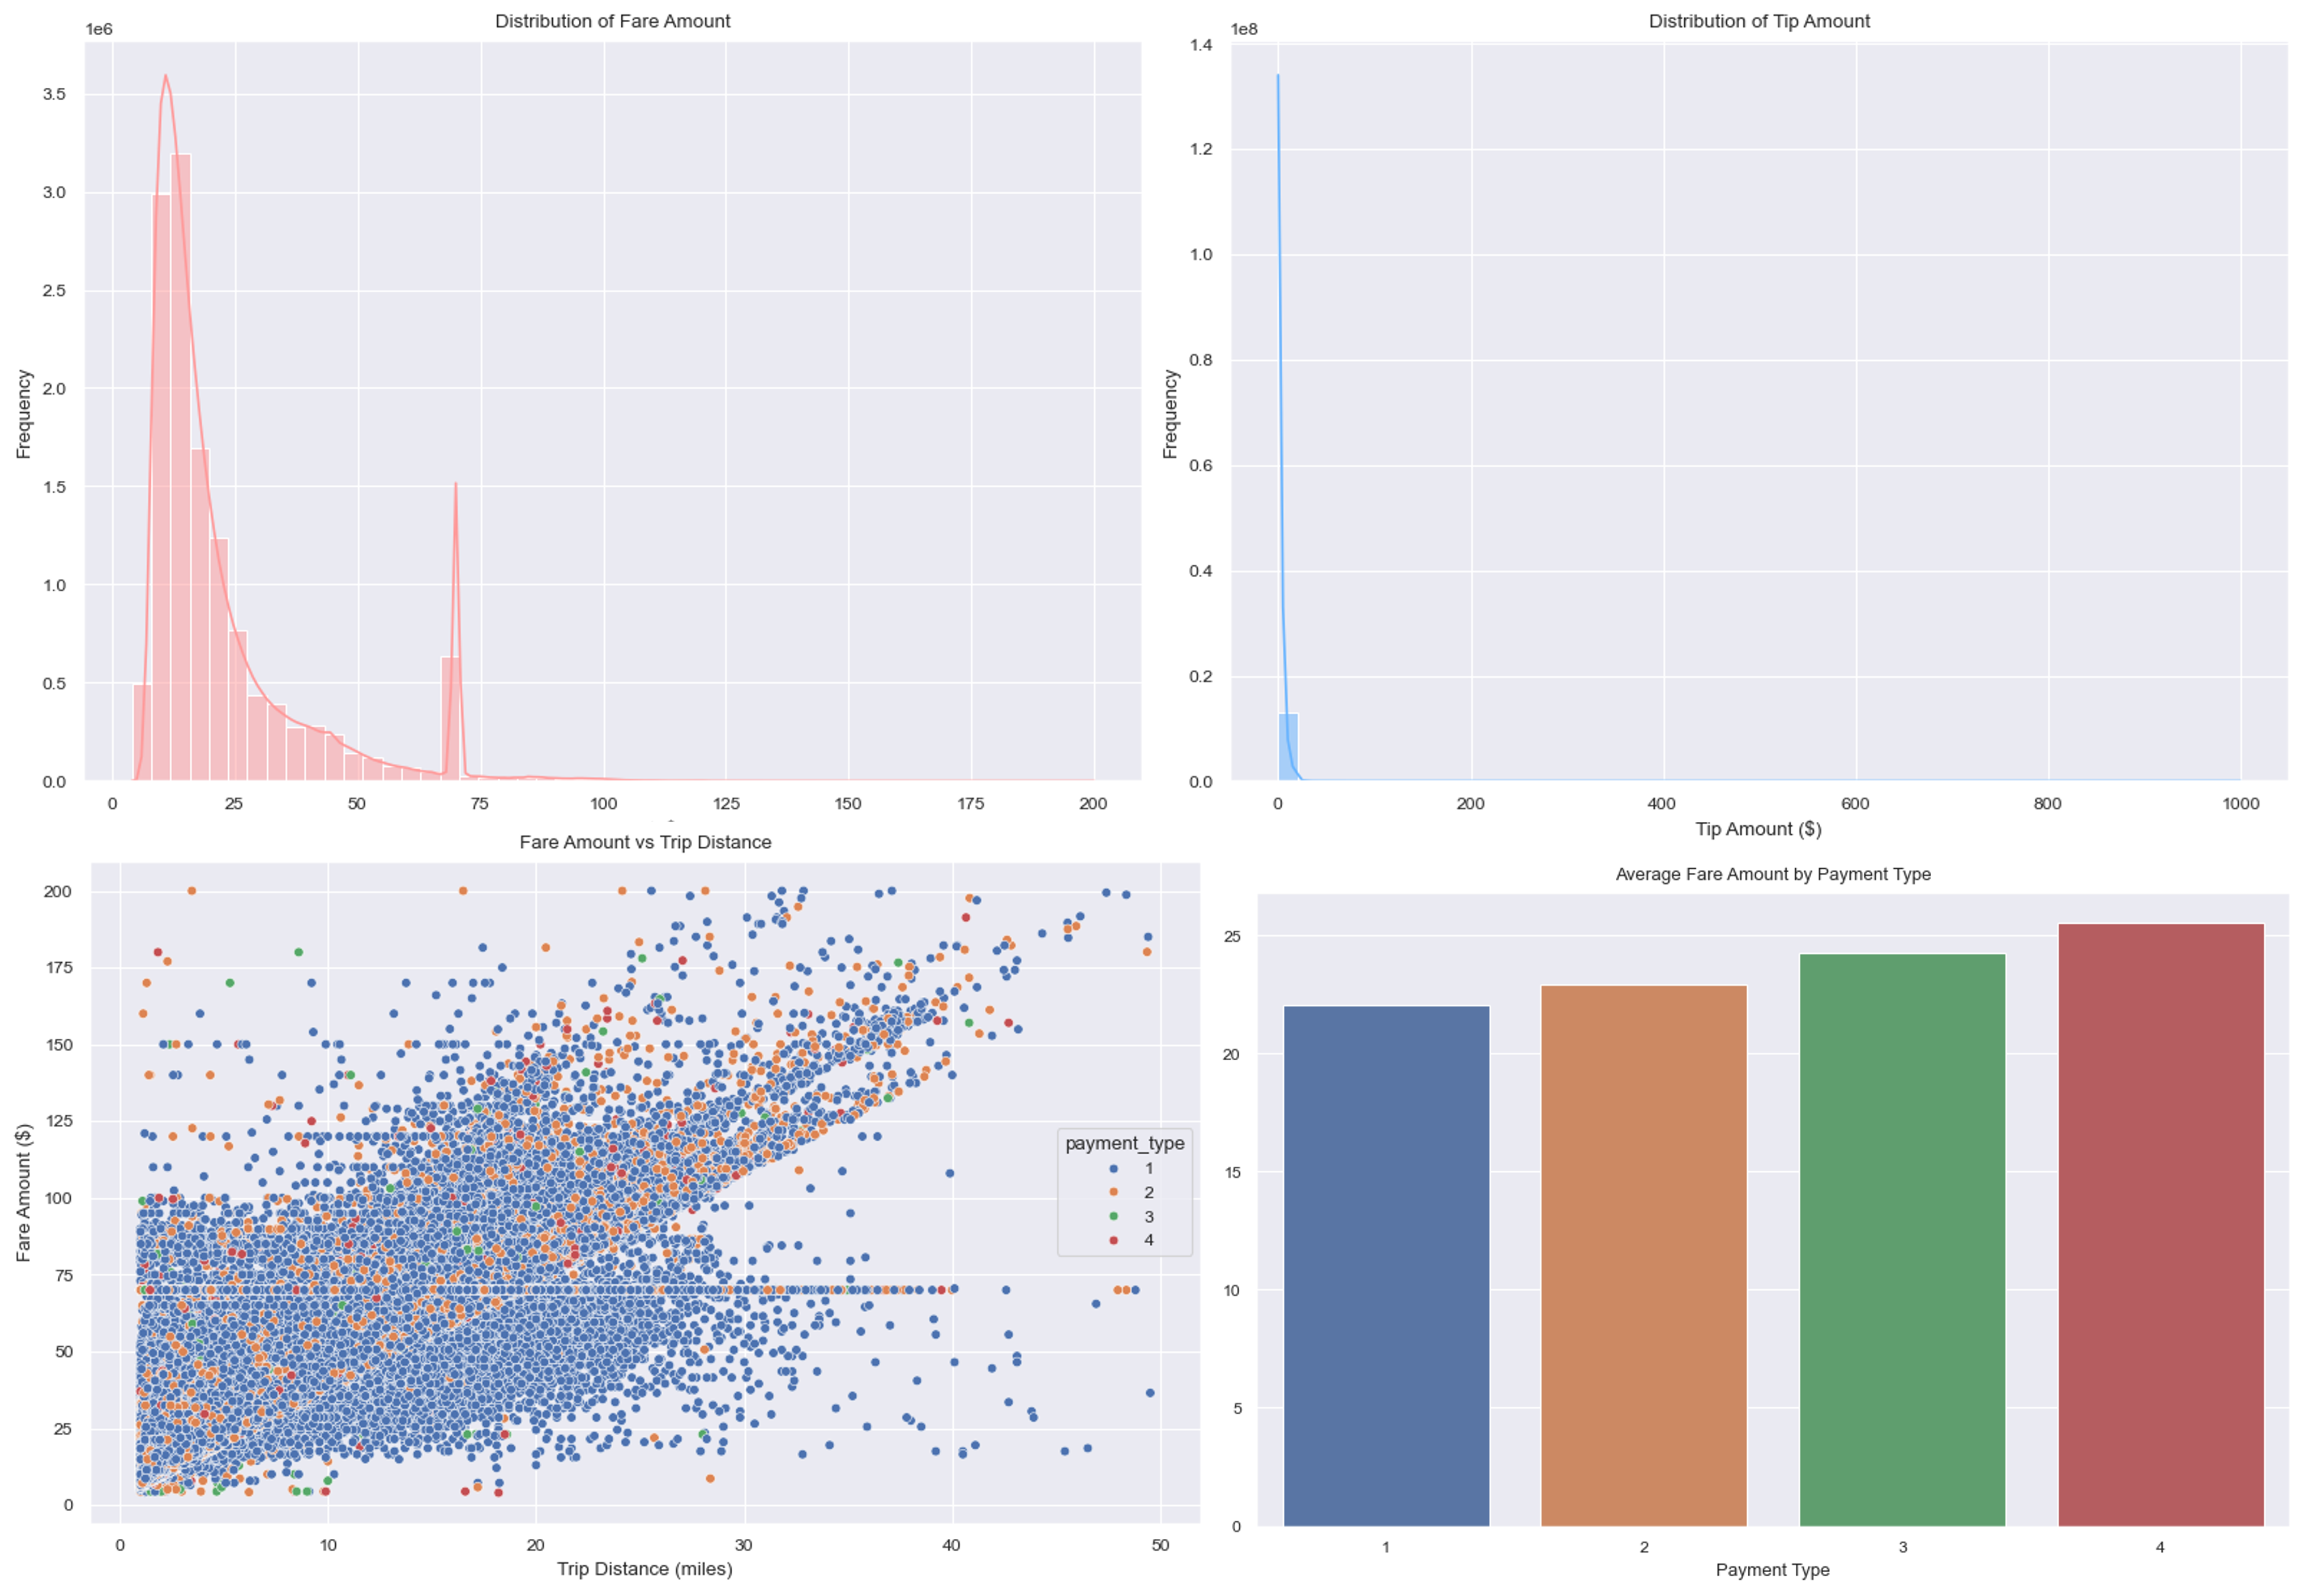 Distribution of Fare Amount
1e6
3.5
3.0
2.5
2.0
1.5
1.0
0.5
0.0
Frequency
0 25 50 75 100 125 150 175 200
Distribution of Tip Amount
1e8
1.4
1.2
1.0
0.8
0.6
0.4
0.2
0.0
Frequency
0 200 400 600 800 1000
Tip Amount ($)
Fare Amount vs Trip Distance
200
175
150
125
100
75
50
25
0
Fare Amount ($)
payment_type
1
2
3
4
0 10 20 30 40 50
Trip Distance (miles)
Average Fare Amount by Payment Type
25
20
15
10
5
0
1 2 3 4
Payment Type